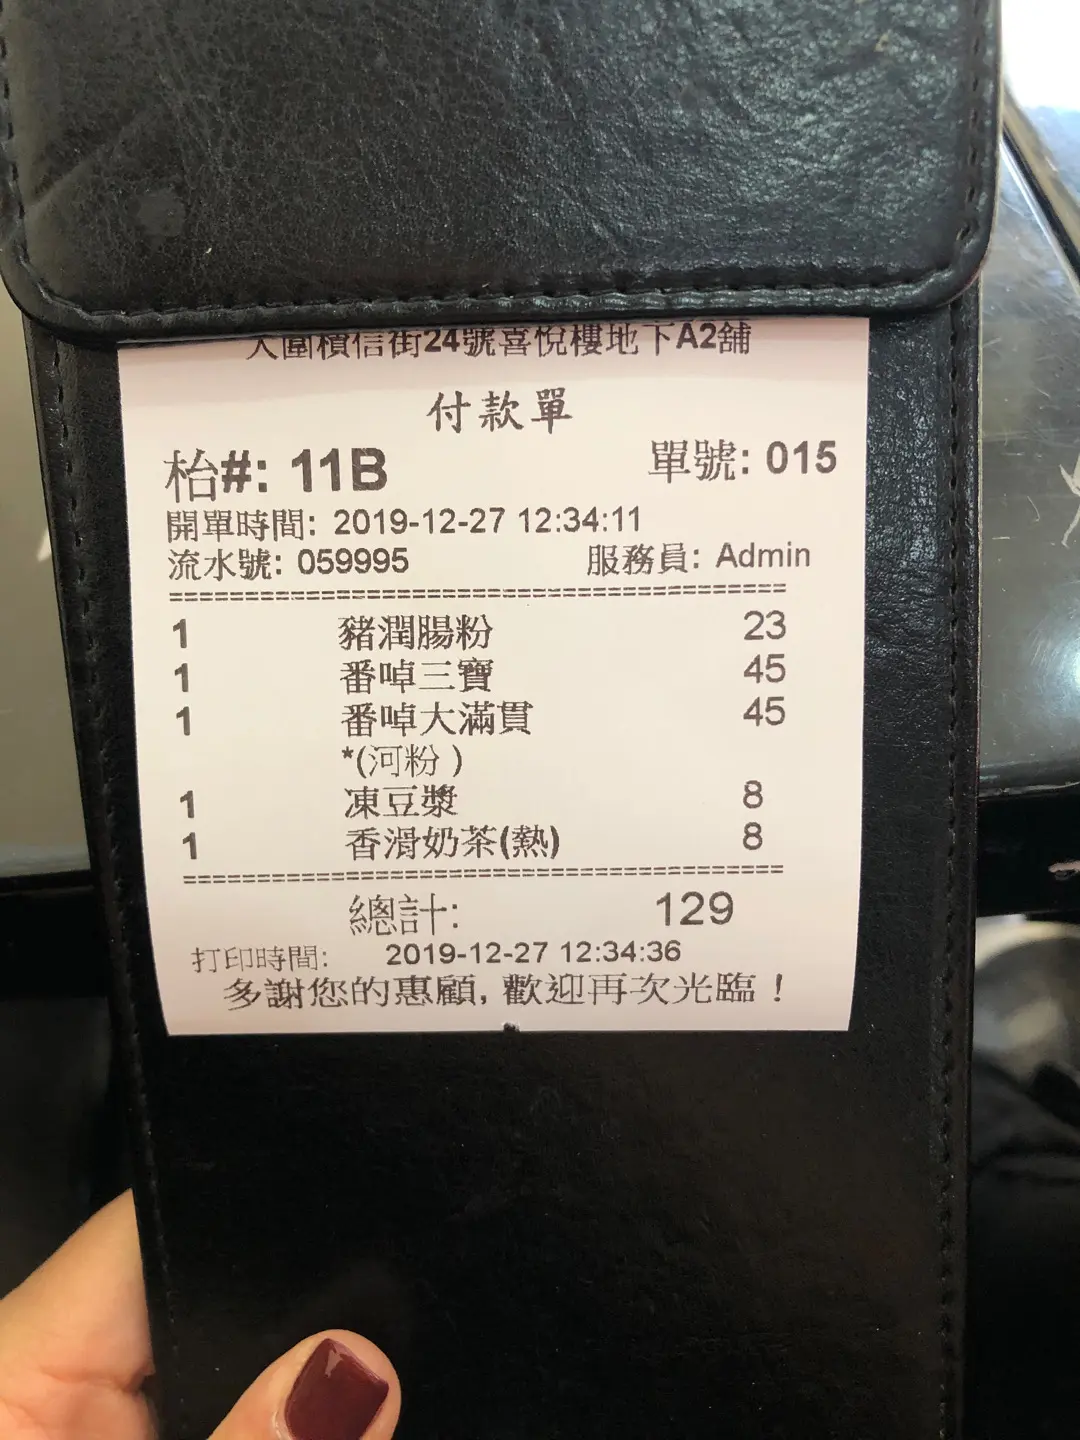 大圍積信街24號喜悅樓地下A2舖
付款單
枱#: 11B 單號: 015
開單時間: 2019-12-27 12:34:11
流水號: 059995 服務員: Admin
1 豬潤腸粉 23
1 番啅三寶 45
1 番啅大滿貫 45
*(河粉)
1 凍豆漿 8
1 香滑奶茶(熱) 8
總計: 129
打印時間: 2019-12-27 12:34:36
多謝您的惠顧, 歡迎再次光臨！